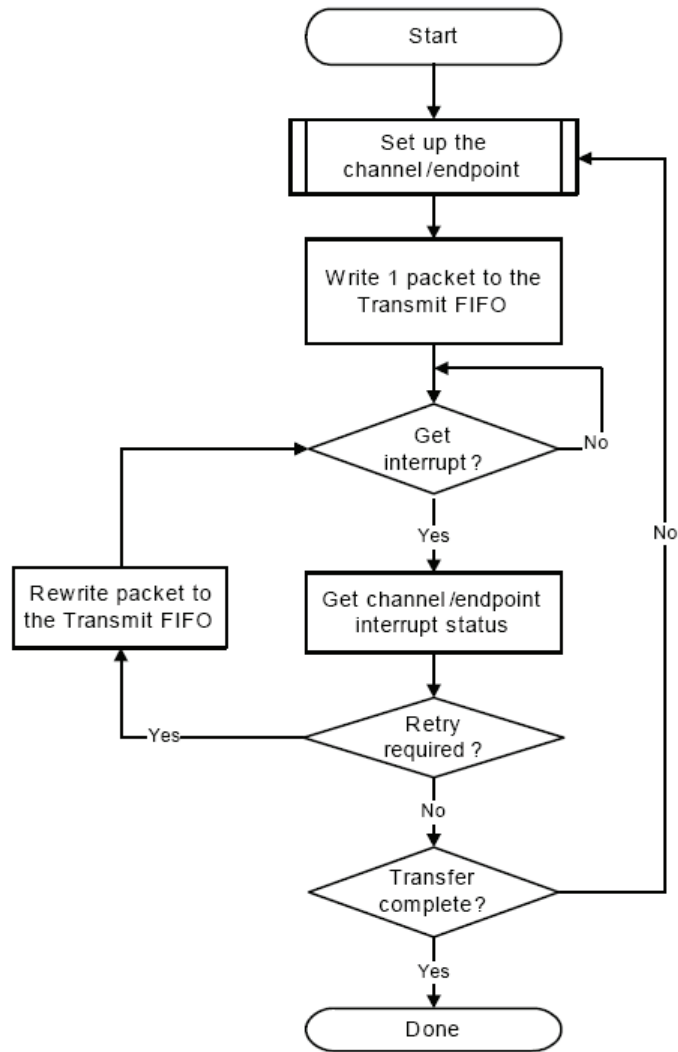 Start
Set up the
channel/endpoint
Write 1 packet to the
Transmit FIFO
Get
interrupt?
No
Yes
No
Rewrite packet to
the Transmit FIFO
Get channel/endpoint
interrupt status
Retry
required?
Yes
No
Transfer
complete?
Yes
Done